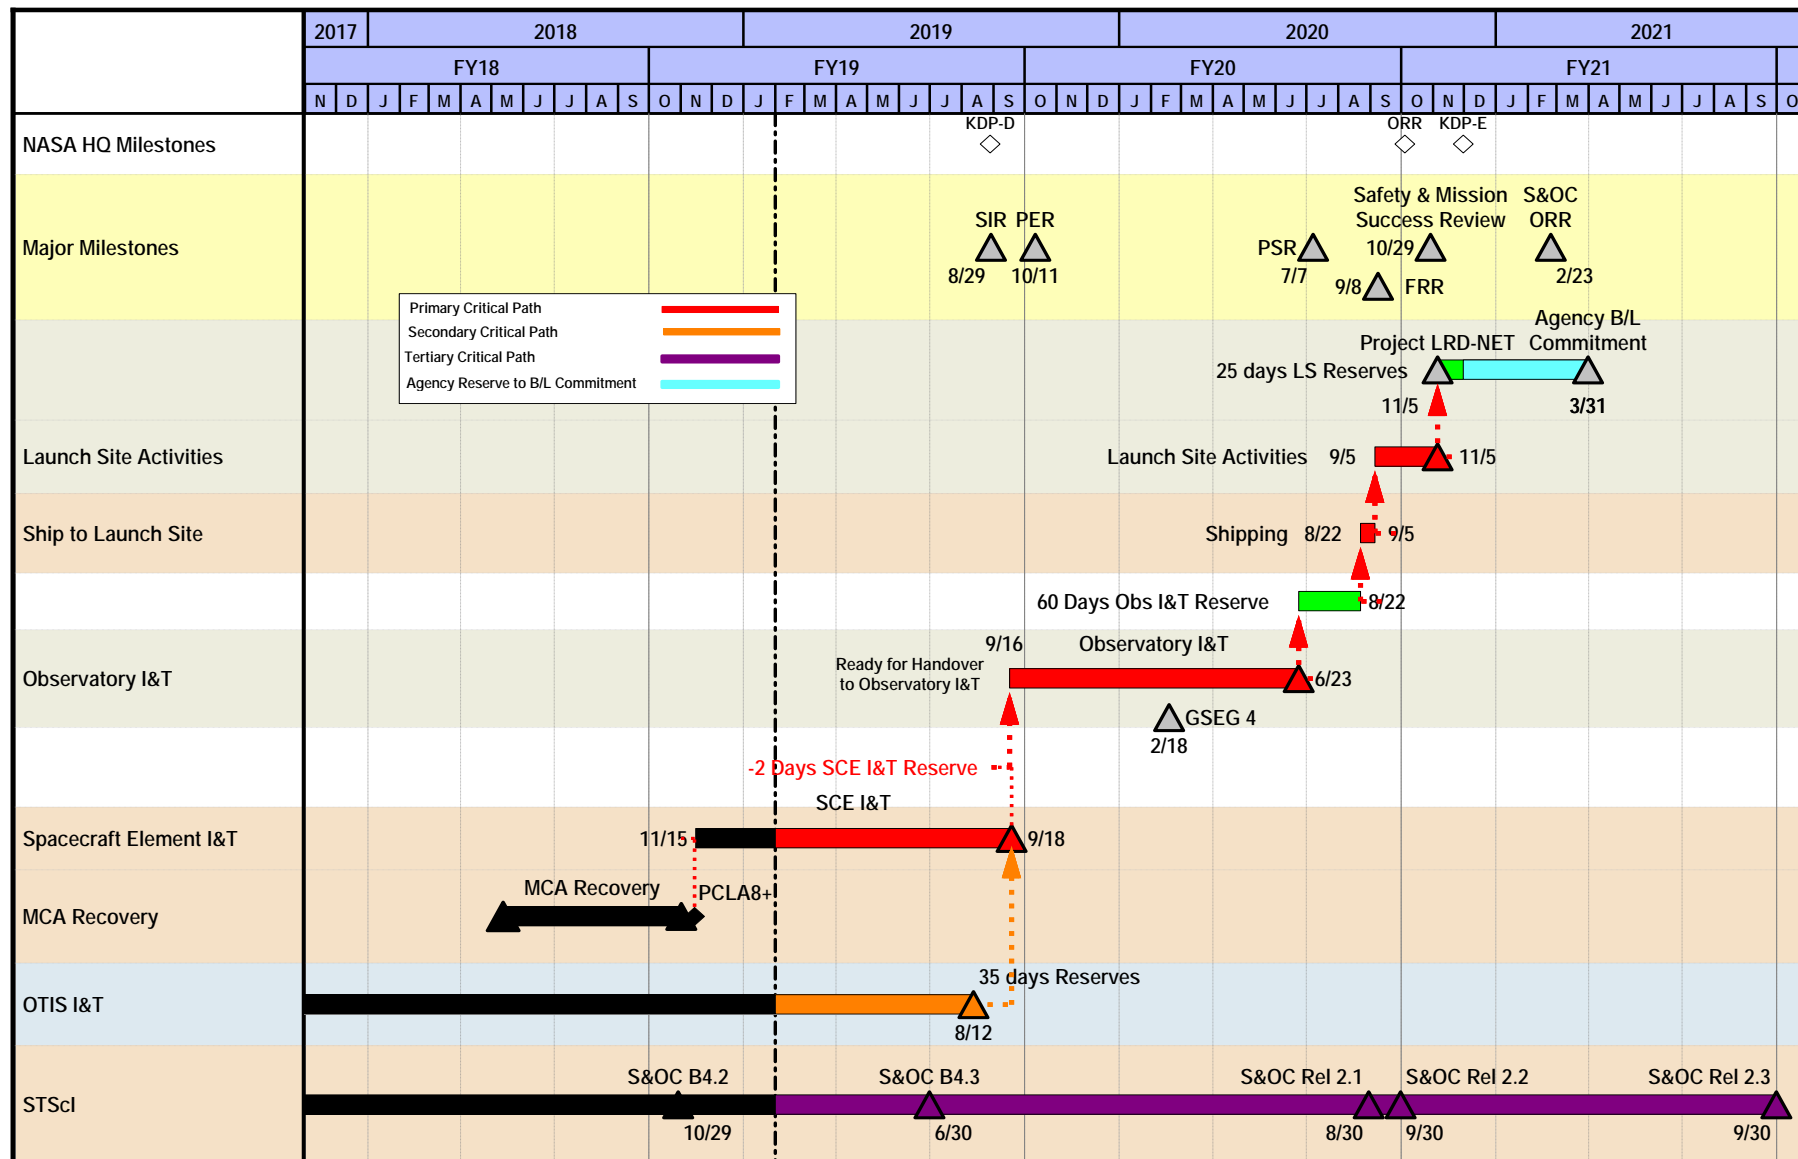 2017 2018 2019 2020 2021
FY18 FY19 FY20 FY21
N D J F M A M J J A S O N D J F M A M J J A S O N D J F M A M J J A S O N D J F M A M J J A S O
KDP-D ORR KDP-E
NASA HQ Milestones
Safety & Mission S&OC
SIR PER Success Review ORR
Major Milestones PSR 10/29
8/29 10/11 7/7 2/23
9/8 FRR
Primary Critical Path
Secondary Critical Path
Tertiary Critical Path
Agency Reserve to B/L Commitment
Agency B/L
Project LRD-NET Commitment
25 days LS Reserves
11/5 3/31
Launch Site Activities Launch Site Activities 9/5 11/5
Ship to Launch Site Shipping 8/22 9/5
60 Days Obs I&T Reserve 8/22
9/16 Observatory I&T
Ready for Handover
to Observatory I&T
Observatory I&T 6/23
GSEG 4
2/18
-2 Days SCE I&T Reserve
SCE I&T
Spacecraft Element I&T 11/15 9/18
MCA Recovery PCLA8+
MCA Recovery
35 days Reserves
OTIS I&T
8/12
S&OC B4.2 S&OC B4.3 S&OC Rel 2.1 S&OC Rel 2.2 S&OC Rel 2.3
STScI
10/29 6/30 8/30 9/30 9/30